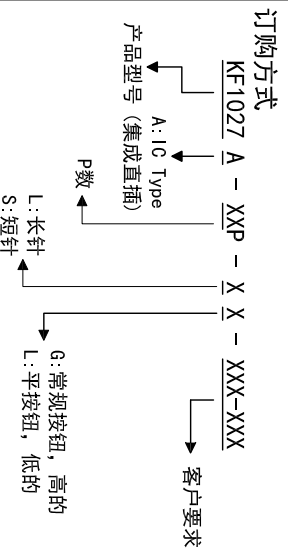 订购方式
KF1027 A - XXP - X X - XXX-XXX
产品型号
A: IC Type
(集成直插)
P数
L:长针
S:短针
G:常规按钮, 高的
L:平按钮, 低的
客户要求